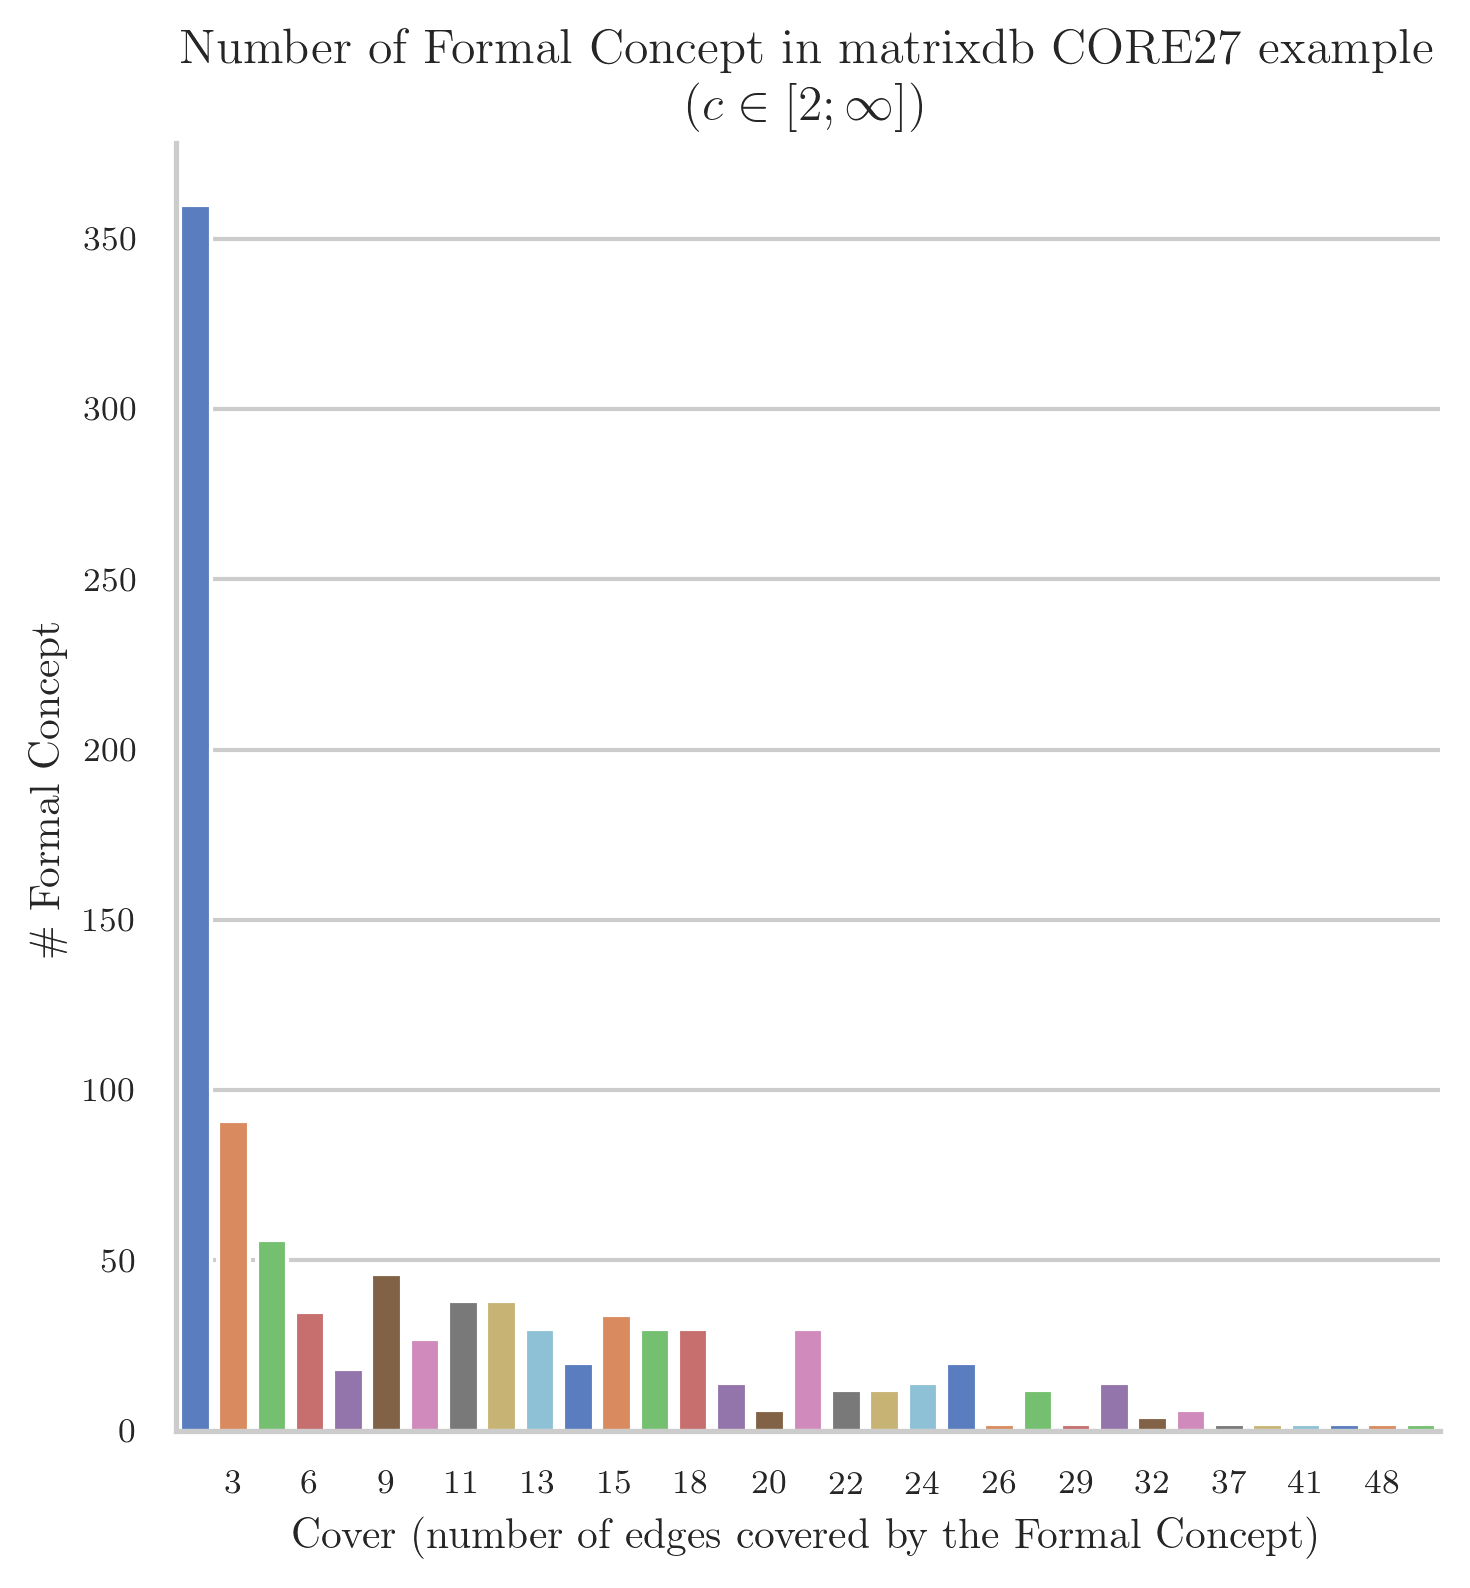 Number of Formal Concept in matrixdb CORE27 example
(c ∈ [2; ∞])
# Formal Concept
350
300
250
200
150
100
50
0
3 6 9 11 13 15 18 20 22 24 26 29 32 37 41 48
Cover (number of edges covered by the Formal Concept)